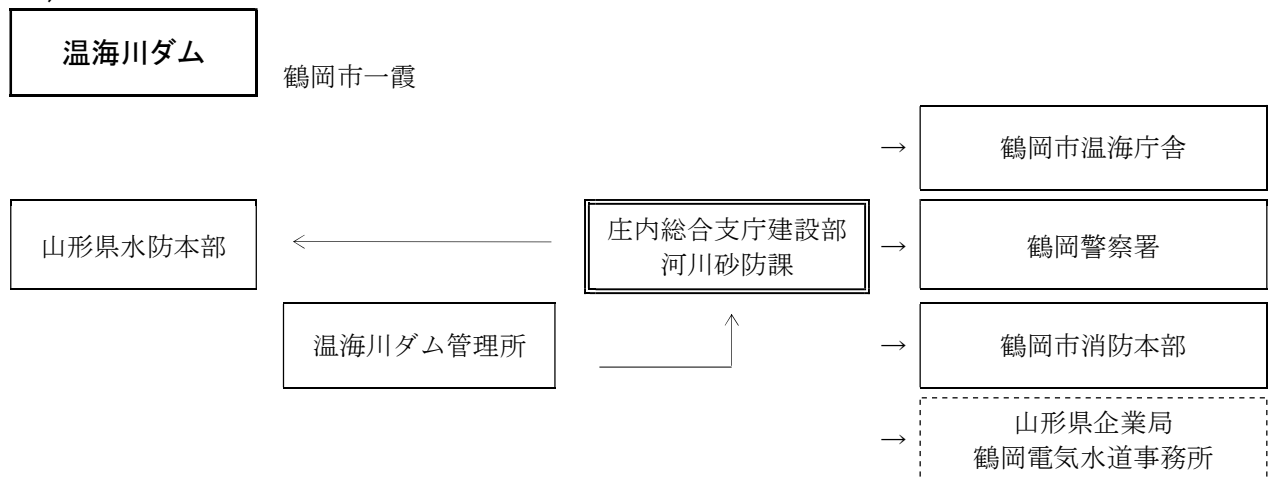 温海川ダム
鶴岡市一霞
→ 鶴岡市温海庁舎
山形県水防本部
庄内総合支庁建設部
河川砂防課
→ 鶴岡警察署
温海川ダム管理所
→ 鶴岡市消防本部
→ 山形県企業局
鶴岡電気水道事務所